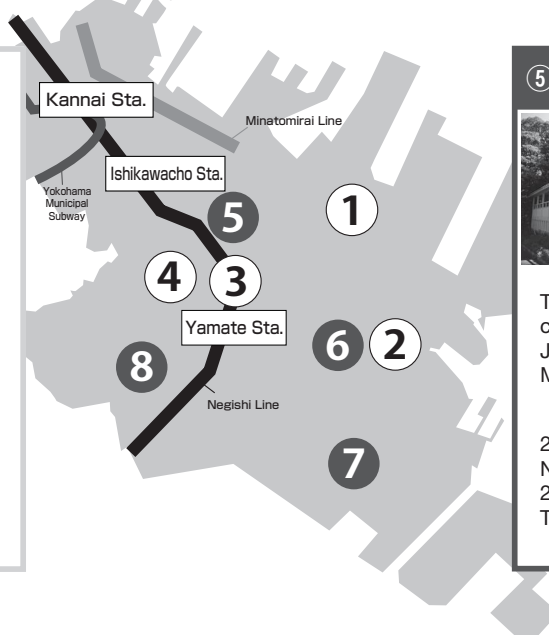 Kannai Sta.
Minatomirai Line
Ishikawacho Sta.
Yokohama
Municipal
Subway
5
1
4
3
Yamate Sta.
6
2
8
Negishi Line
7
⑤
T
c
J
M
2
N
2
T